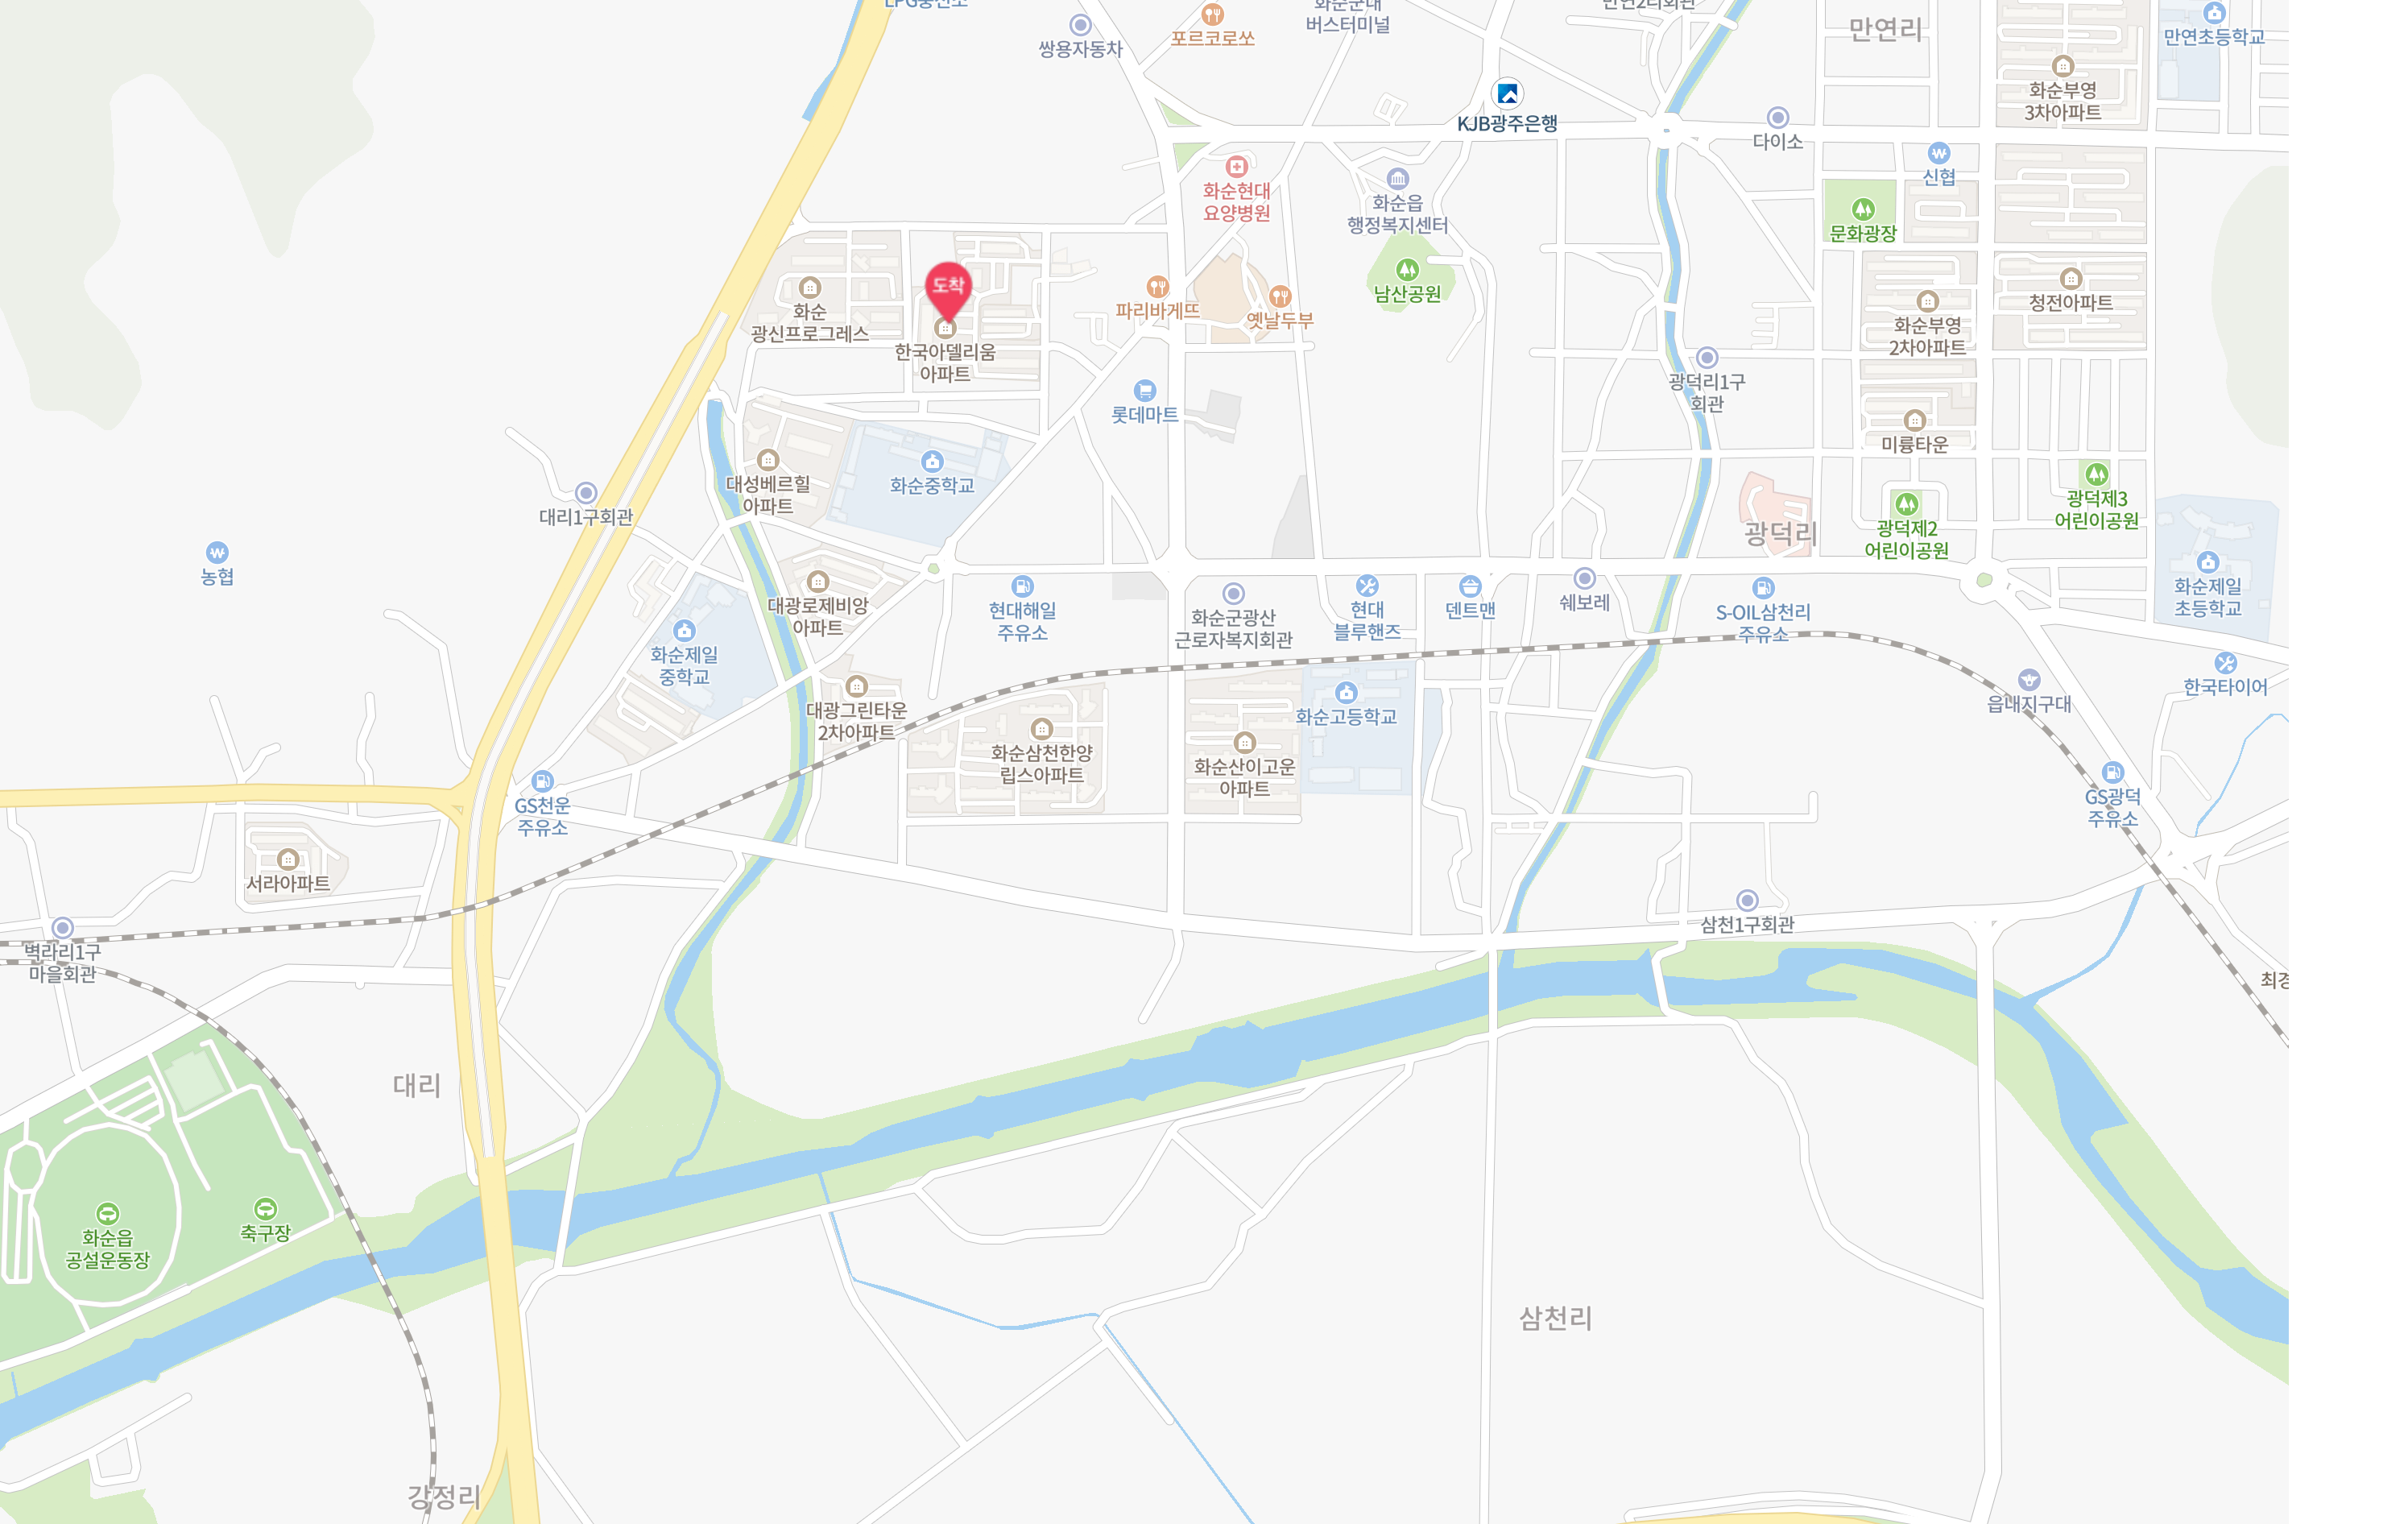 LPG충전소
쌍용자동차
포르코로쏘
화순군내
버스터미널
만연2리회관
만연리
만연초등학교
화순부영
3차아파트
KJB광주은행
다이소
신협
화순현대
요양병원
화순읍
행정복지센터
문화광장
도착
화순
광신프로그레스
한국아델리움
아파트
파리바게뜨
옛날두부
남산공원
청전아파트
화순부영
2차아파트
광덕리1구
회관
롯데마트
미륭타운
대성베르힐
아파트
화순중학교
대리1구회관
광덕리
광덕제2
어린이공원
광덕제3
어린이공원
농협
대광로제비앙
아파트
현대해일
주유소
화순군광산
근로자복지회관
현대
블루핸즈
덴트맨
쉐보레
S-OIL삼천리
주유소
화순제일
초등학교
화순제일
중학교
한국타이어
읍내지구대
대광그린타운
2차아파트
화순삼천한양
립스아파트
화순산이고운
아파트
화순고등학교
GS천운
주유소
GS광덕
주유소
서라아파트
벽라리1구
마을회관
삼천1구회관
최경
대리
화순읍
공설운동장
축구장
삼천리
강정리